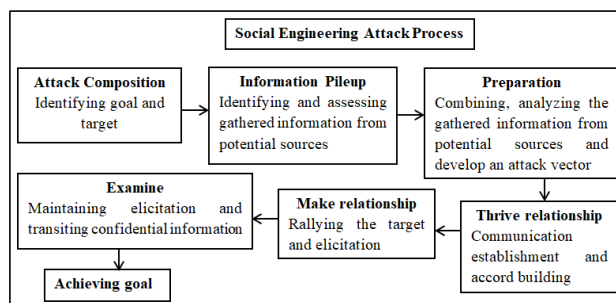 Social Engineering Attack Process
Attack Composition
Identifying goal and
target
Information Pileup
Identifying and assessing
gathered information from
potential sources
Preparation
Combining, analyzing the
gathered information from
potential sources and
develop an attack vector
Thrive relationship
Communication
establishment and
accord building
Make relationship
Rallying the target
and elicitation
Examine
Maintaining elicitation and
transiting confidential information
Achieving goal